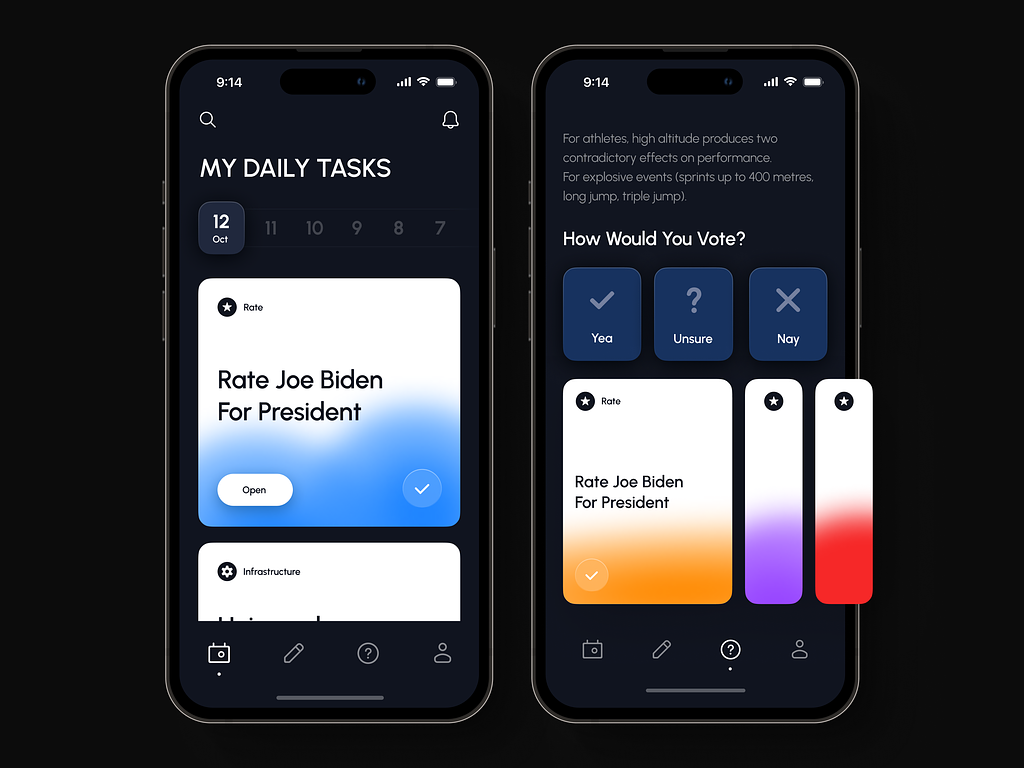 9:14
MY DAILY TASKS
12
Oct
11
10
9
8
7
Rate
Rate Joe Biden
For President
Open
Infrastructure
9:14
For athletes, high altitude produces two
contradictory effects on performance.
For explosive events (sprints up to 400 metres,
long jump, triple jump).
How Would You Vote?
Yea
Unsure
Nay
Rate
Rate Joe Biden
For President